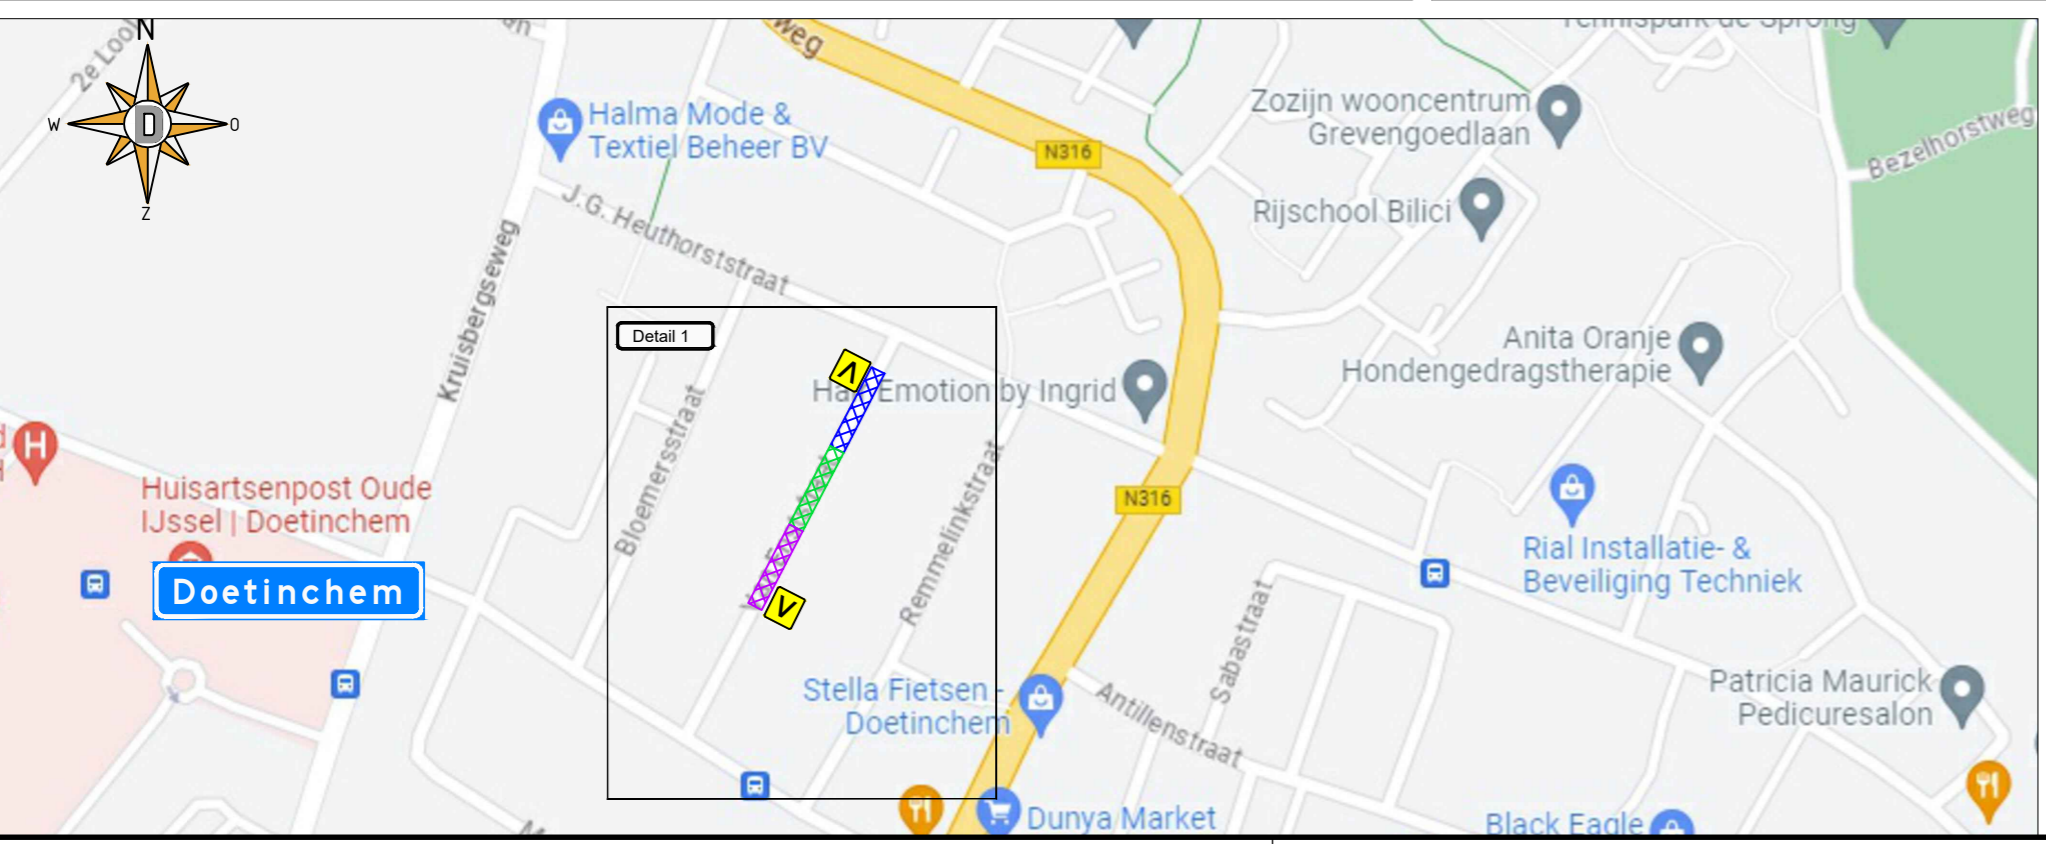 weg
2e Loo
N
W
O
Z
D
Halma Mode &
Textiel Beheer BV
N316
Zozijn wooncentrum
Grevengoedlaan
Bezelhorstweg
Rijschool Bilici
J.G. Heuthorststraat
Kruisbergseweg
Detail 1
Anita Oranje
Hondengedragstherapie
Emotion by Ingrid
Bloemersstraat
Remmelinkstraat
H
Huisartsenpost Oude
IJssel | Doetinchem
N316
Doetinchem
Rial Installatie- &
Beveiliging Techniek
Sabastraat
Stella Fietsen -
Doetinchem
Antillenstraat
Patricia Maurick
Pedicuresalon
Dunya Market
Black Eagle